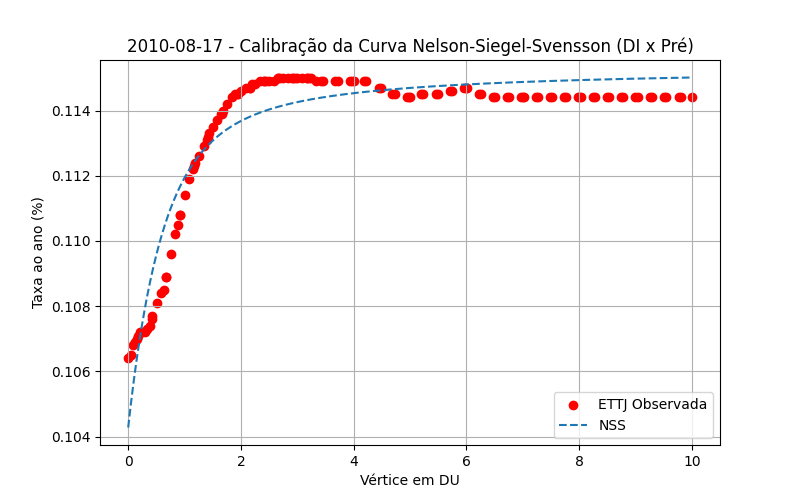 2010-08-17 - Calibração da Curva Nelson-Siegel-Svensson (DI x Pré)
Taxa ao ano (%)
0.114
0.112
0.110
0.108
0.106
0.104
ETTJ Observada
NSS
0 2 4 6 8 10
Vértice em DU